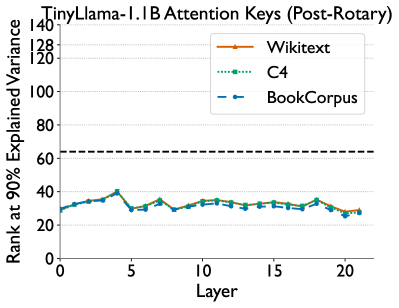 TinyLlama-1.1B Attention Keys (Post-Rotary)
Rank at 90% Explained Variance
140
128
120
100
80
60
40
20
0
Wikitext
C4
BookCorpus
0 5 10 15 20
Layer